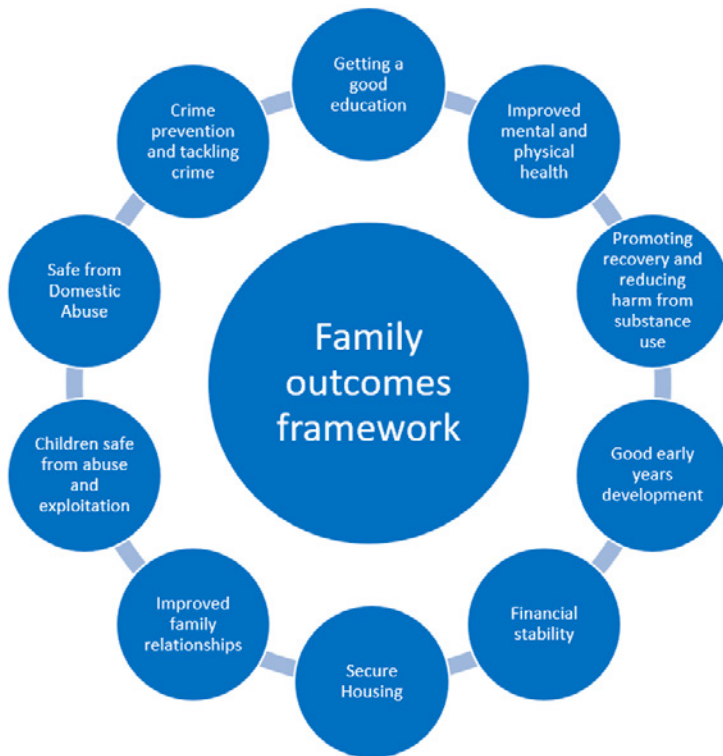 Getting a
good
education
Improved
mental and
physical
health
Promoting
recovery and
reducing
harm from
substance
use
Good early
years
development
Financial
stability
Secure
Housing
Improved
family
relationships
Children safe
from abuse
and
exploitation
Safe from
Domestic
Abuse
Crime
prevention
and tackling
crime
Family
outcomes
framework